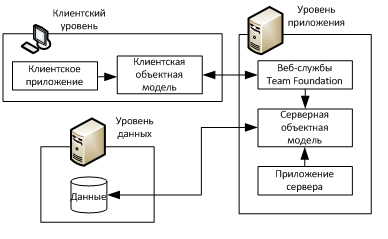 Клиентский
уровень
Клиентское
приложение
Клиентская
объектная
модель
Уровень
приложения
Веб-службы
Team Foundation
Серверная
объектная
модель
Приложение
сервера
Уровень
данных
Данные